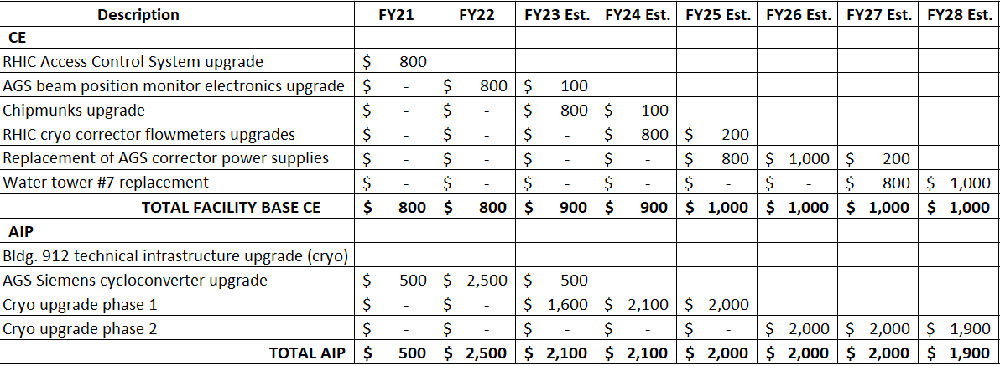 Description FY21 FY22 FY23 Est. FY24 Est. FY25 Est. FY26 Est. FY27 Est. FY28 Est.
CE
RHIC Access Control System upgrade $ 800
AGS beam position monitor electronics upgrade $ - $ 800 $ 100
Chipmunks upgrade $ - $ - $ 800 $ 100
RHIC cryo corrector flowmeters upgrades $ - $ - $ - $ 800 $ 200
Replacement of AGS corrector power supplies $ - $ - $ - $ - $ 800 $ 1,000 $ 200
Water tower #7 replacement $ - $ - $ - $ - $ - $ - $ 800 $ 1,000
TOTAL FACILITY BASE CE $ 800 $ 800 $ 900 $ 900 $ 1,000 $ 1,000 $ 1,000 $ 1,000
AIP
Bldg. 912 technical infrastructure upgrade (cryo)
AGS Siemens cycloconverter upgrade $ 500 $ 2,500 $ 500
Cryo upgrade phase 1 $ - $ - $ 1,600 $ 2,100 $ 2,000
Cryo upgrade phase 2 $ - $ - $ - $ - $ - $ 2,000 $ 2,000 $ 1,900
TOTAL AIP $ 500 $ 2,500 $ 2,100 $ 2,100 $ 2,000 $ 2,000 $ 2,000 $ 1,900